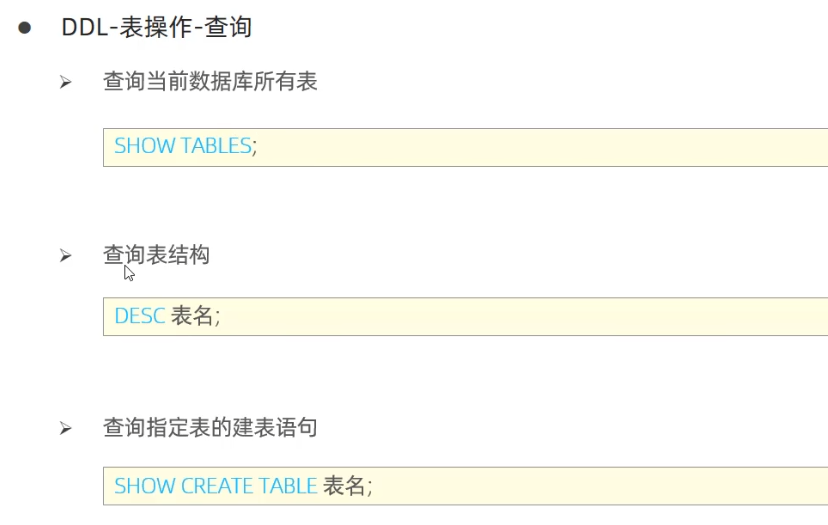 DDL-表操作-查询
查询当前数据库所有表
SHOW TABLES;
查询表结构
DESC 表名;
查询指定表的建表语句
SHOW CREATE TABLE 表名;